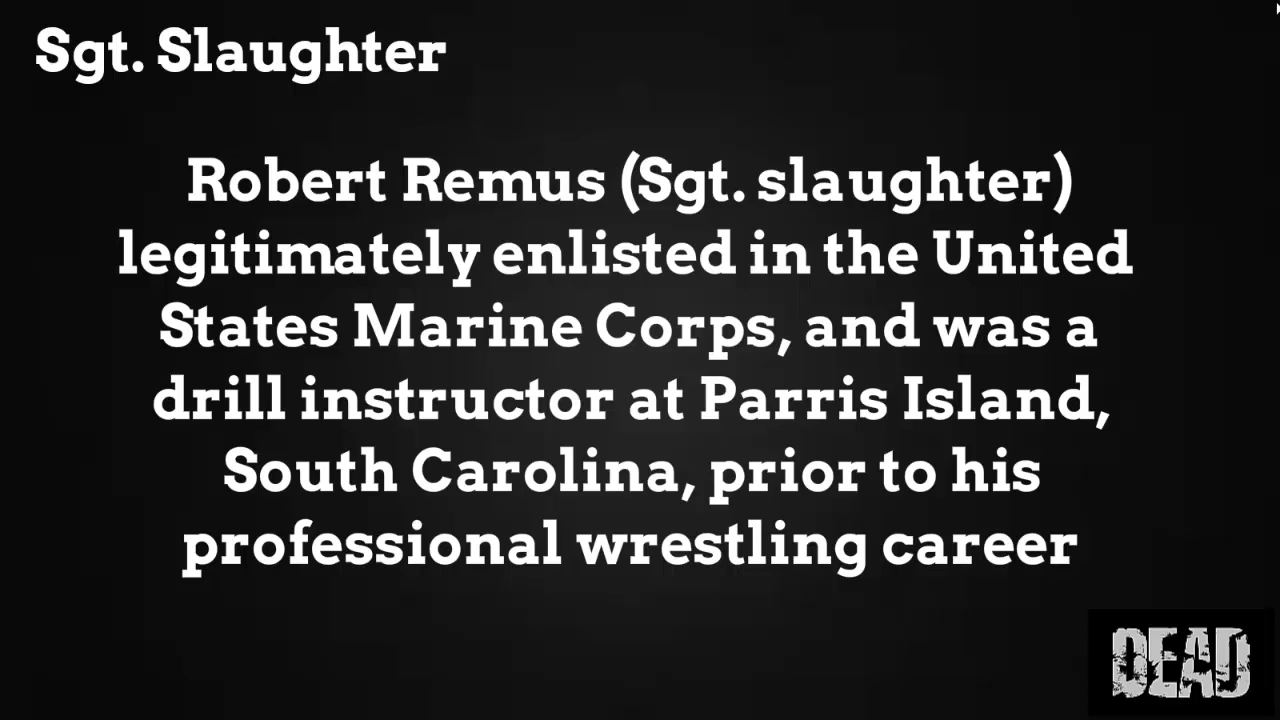 Sgt. Slaughter
Robert Remus (Sgt. slaughter)
legitimately enlisted in the United
States Marine Corps, and was a
drill instructor at Parris Island,
South Carolina, prior to his
professional wrestling career
DEAD